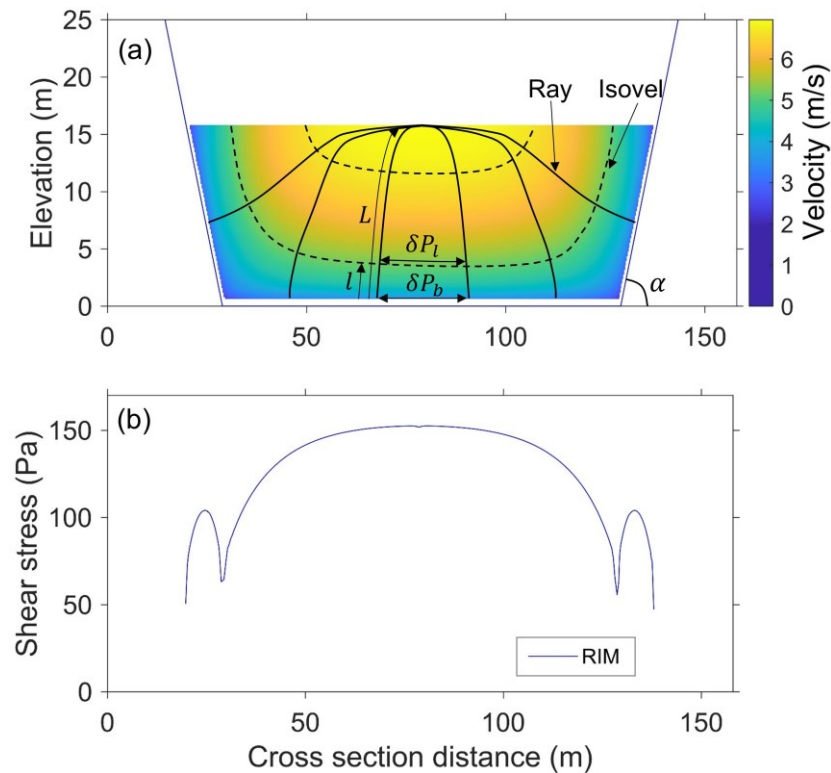 (a)
Elevation (m)
25
20
15
10
5
0
Ray
Isovel
L
l
δP_l
δP_b
α
0
50
100
150
Velocity (m/s)
6
5
4
3
2
1
0
(b)
Shear stress (Pa)
150
100
50
0
RIM
0
50
100
150
Cross section distance (m)